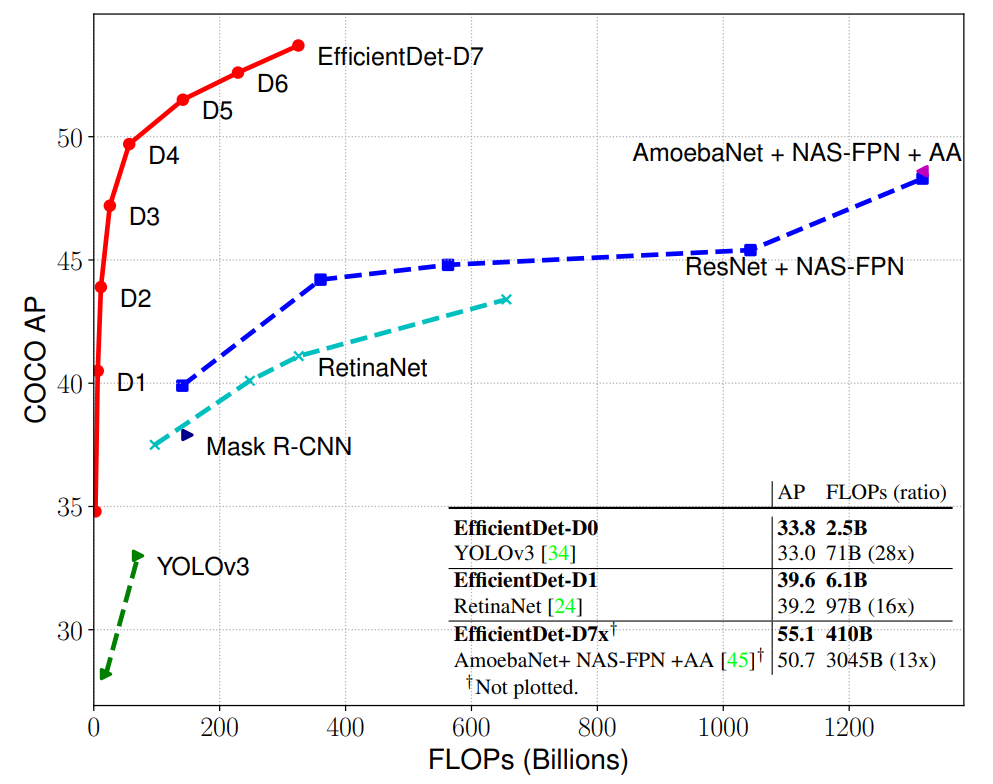 EfficientDet-D7
D6
D5
D4
D3
D2
D1
AmoebaNet + NAS-FPN + AA
ResNet + NAS-FPN
RetinaNet
Mask R-CNN
YOLOv3
COCO AP
50
45
40
35
30
AP FLOPs (ratio)
EfficientDet-D0 33.8 2.5B
YOLOv3 [34] 33.0 71B (28x)
EfficientDet-D1 39.6 6.1B
RetinaNet [24] 39.2 97B (16x)
EfficientDet-D7x† 55.1 410B
AmoebaNet+ NAS-FPN +AA [45]† 50.7 3045B (13x)
†Not plotted.
0 200 400 600 800 1000 1200
FLOPs (Billions)